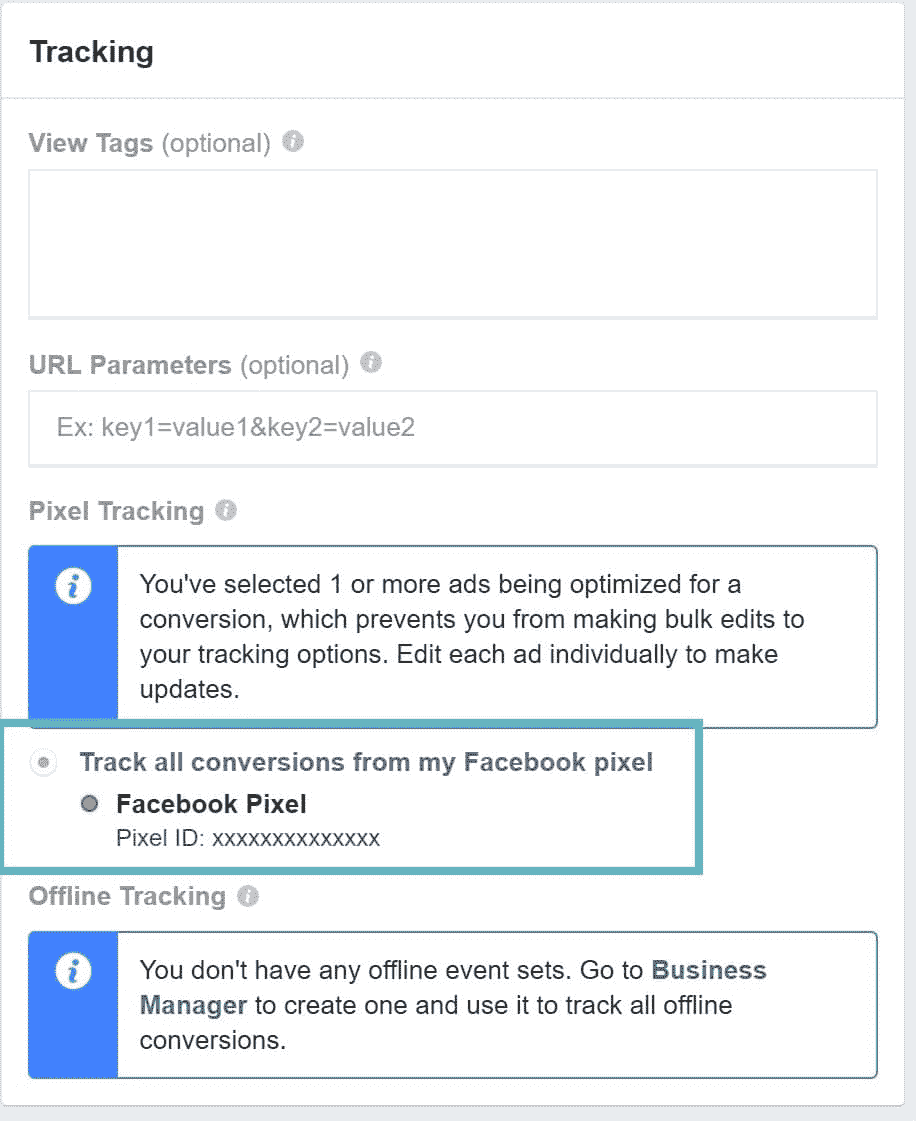 Tracking
View Tags (optional)
URL Parameters (optional)
Ex: key1=value1&key2=value2
Pixel Tracking
You've selected 1 or more ads being optimized for a
conversion, which prevents you from making bulk edits to
your tracking options. Edit each ad individually to make
updates.
Track all conversions from my Facebook pixel
Facebook Pixel
Pixel ID: xxxxxxxxxxxxxx
Offline Tracking
You don't have any offline event sets. Go to Business
Manager to create one and use it to track all offline
conversions.